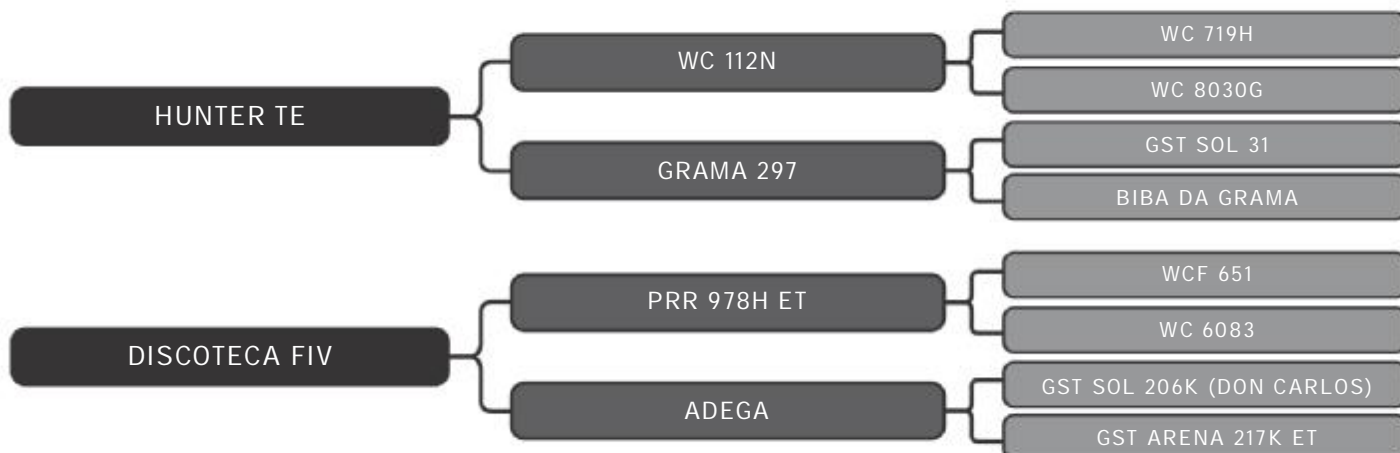 HUNTER TE
WC 112N
WC 719H
WC 8030G
GRAMA 297
GST SOL 31
BIBA DA GRAMA
DISCOTECA FIV
PRR 978H ET
WCF 651
WC 6083
ADEGA
GST SOL 206K (DON CARLOS)
GST ARENA 217K ET